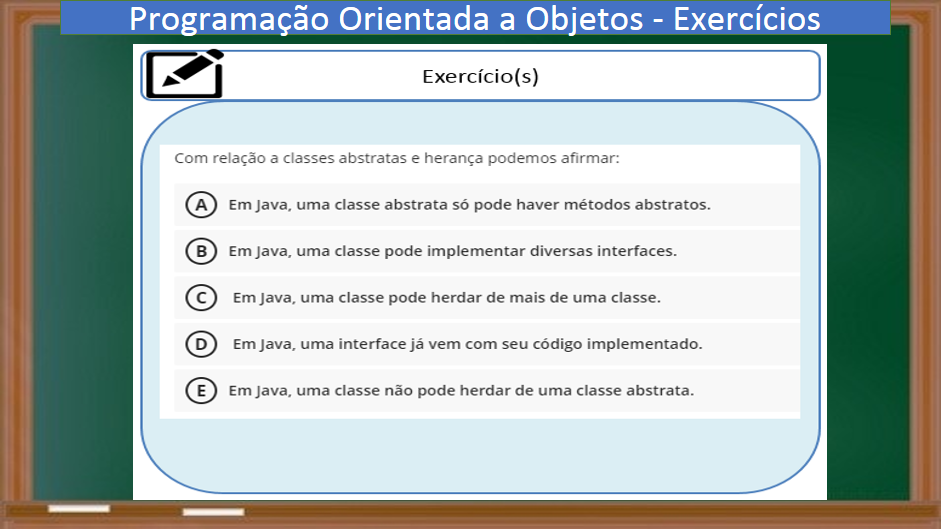 Programação Orientada a Objetos - Exercícios
Exercício(s)
Com relação a classes abstratas e herança podemos afirmar:
A Em Java, uma classe abstrata só pode haver métodos abstratos.
B Em Java, uma classe pode implementar diversas interfaces.
C Em Java, uma classe pode herdar de mais de uma classe.
D Em Java, uma interface já vem com seu código implementado.
E Em Java, uma classe não pode herdar de uma classe abstrata.